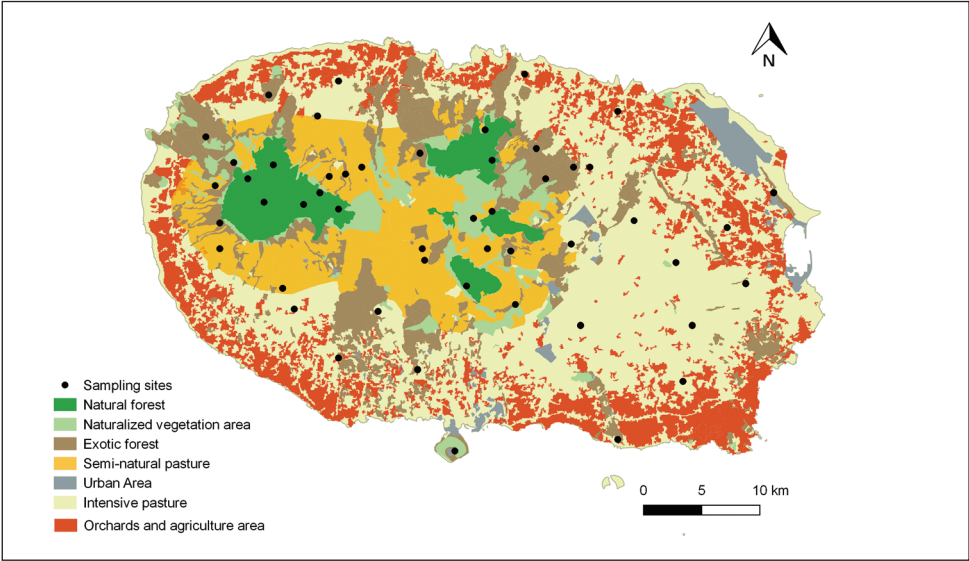 N
Sampling sites
Natural forest
Naturalized vegetation area
Exotic forest
Semi-natural pasture
Urban Area
Intensive pasture
Orchards and agriculture area
0 5 10 km